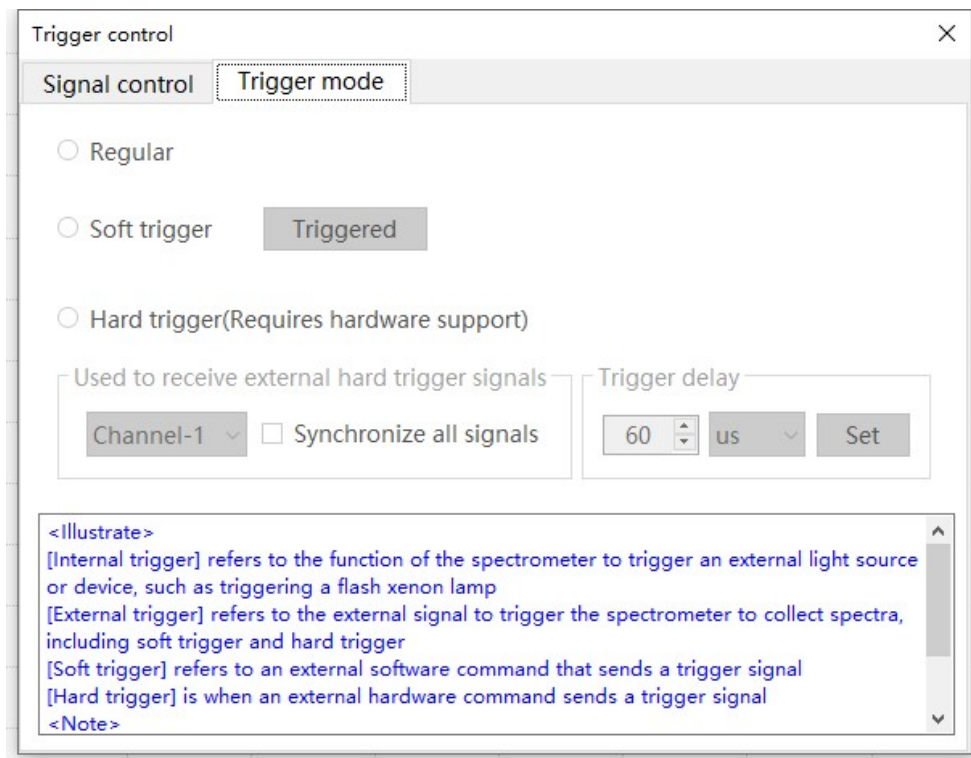 Trigger control
Signal control
Trigger mode
Regular
Soft trigger
Triggered
Hard trigger(Requires hardware support)
Used to receive external hard trigger signals
Trigger delay
Channel-1
Synchronize all signals
60
us
Set
<Illustrate>
[Internal trigger] refers to the function of the spectrometer to trigger an external light source
or device, such as triggering a flash xenon lamp
[External trigger] refers to the external signal to trigger the spectrometer to collect spectra,
including soft trigger and hard trigger
[Soft trigger] refers to an external software command that sends a trigger signal
[Hard trigger] is when an external hardware command sends a trigger signal
<Note>